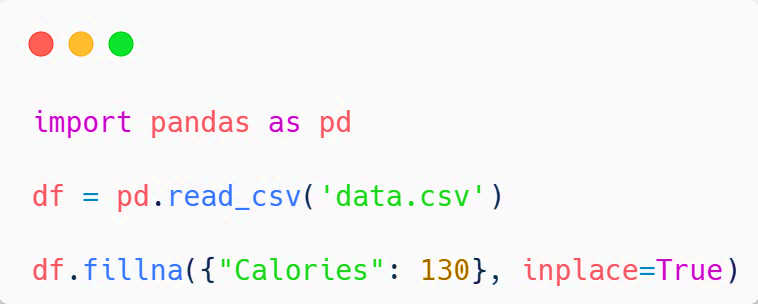 import pandas as pd
df = pd.read_csv('data.csv')
df.fillna({"Calories": 130}, inplace=True)